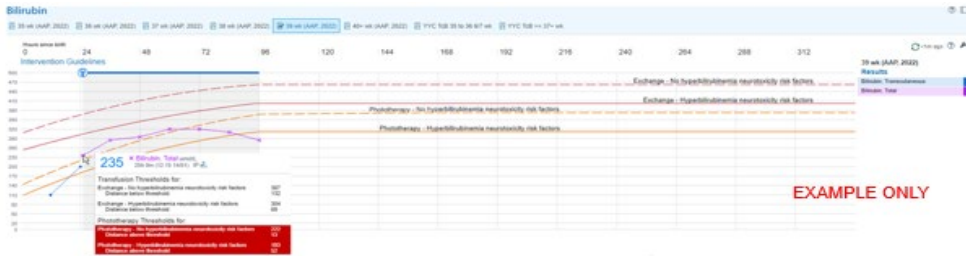 Bilirubin
35 wk (AAP, 2022) 36 wk (AAP, 2022) 37 wk (AAP, 2022) 38 wk (AAP, 2022) 39 wk (AAP, 2022) 40+ wk (AAP, 2022) YYC TcB 35 to 36 6/7 wk YYC TcB >= 37+ wk
Hours since birth
0 24 48 72 96 120 144 168 192 216 240 264 288 312
Intervention Guidelines
39 wk (AAP, 2022)
Results
Bilirubin, Transcutaneous
Bilirubin, Total
Exchange - No hyperbilirubinemia neurotoxicity risk factors
Exchange - Hyperbilirubinemia neurotoxicity risk factors
Phototherapy - No hyperbilirubinemia neurotoxicity risk factors
Phototherapy - Hyperbilirubinemia neurotoxicity risk factors
235 Bilirubin, Total
Transfusion Thresholds for:
Exchange - No hyperbilirubinemia neurotoxicity risk factors
Distance below threshold
Exchange - Hyperbilirubinemia neurotoxicity risk factors
Distance below threshold
Phototherapy Thresholds for:
Phototherapy - No hyperbilirubinemia neurotoxicity risk factors
Distance above threshold
Phototherapy - Hyperbilirubinemia neurotoxicity risk factors
Distance above threshold
EXAMPLE ONLY